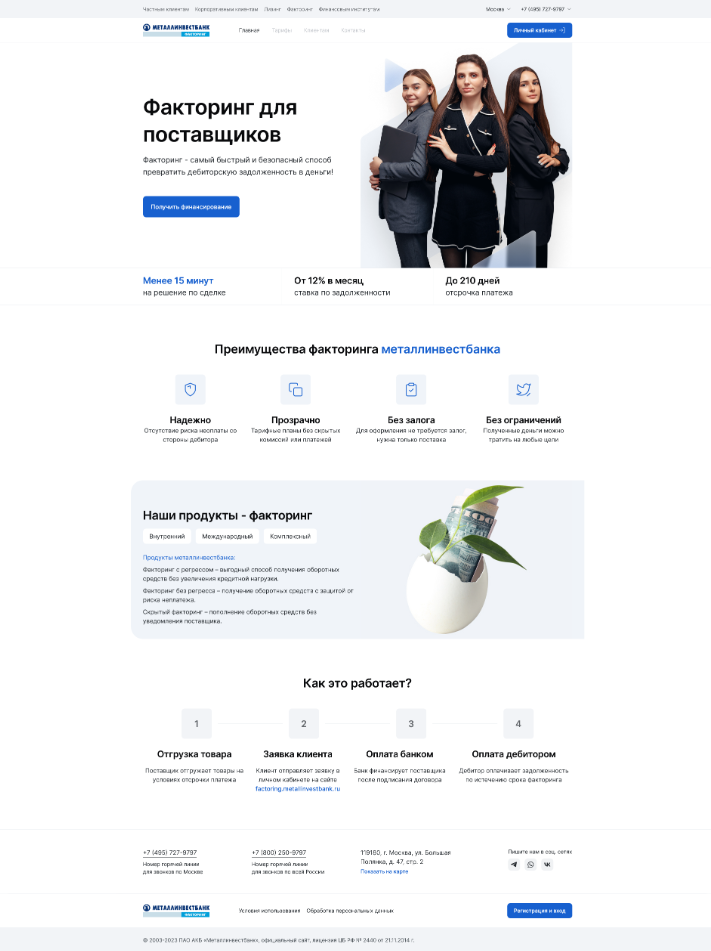 Частным клиентам Корпоративным клиентам Лизинг Факторинг Финансовым институтам
Москва
+7 (495) 727-9797
МЕТАЛЛИНВЕСТБАНК
ФАКТОРИНГ
Главная Тарифы Клиентам Контакты
Личный кабинет
Факторинг для
поставщиков
Факторинг - самый быстрый и безопасный способ
превратить дебиторскую задолженность в деньги!
Получить финансирование
Менее 15 минут
на решение по сделке
От 12% в месяц
ставка по задолженности
До 210 дней
отсрочка платежа
Преимущества факторинга металлинвестбанка
Надежно
Отсутствие риска неоплаты со
стороны дебитора
Прозрачно
Тарифные планы без скрытых
комиссий или платежей
Без залога
Для оформления не требуется залог,
нужна только поставка
Без ограничений
Полученные деньги можно
тратить на любые цели
Наши продукты - факторинг
Внутренний Международный Комплексный
Продукты металлинвестбанка:
Факторинг с регрессом – выгодный способ получения оборотных
средств без увеличения кредитной нагрузки.
Факторинг без регресса – получение оборотных средств с защитой от
риска неплатежа.
Скрытый факторинг – пополнение оборотных средств без
уведомления поставщика.
Как это работает?
1
2
3
4
Отгрузка товара
Поставщик отгружает товары на
условиях отсрочки платежа
Заявка клиента
Клиент отправляет заявку в
личном кабинете на сайте
factoring.metallinvestbank.ru
Оплата банком
Банк финансирует поставщика
после подписания договора
Оплата дебитором
Дебитор оплачивает задолженность
по истечению срока факторинга
+7 (495) 727-9797
Номер горячей линии
для звонков по Москве
+7 (800) 250-9797
Номер горячей линии
для звонков по всей России
119180, г. Москва, ул. Большая
Полянка, д. 47, стр. 2
Показать на карте
Пишите нам в соц. сетях
МЕТАЛЛИНВЕСТБАНК
ФАКТОРИНГ
Условия использования Обработка персональных данных
Регистрация и вход
© 2003-2023 ПАО АКБ «Металлинвестбанк», официальный сайт, лицензия ЦБ РФ № 2440 от 21.11.2014 г.